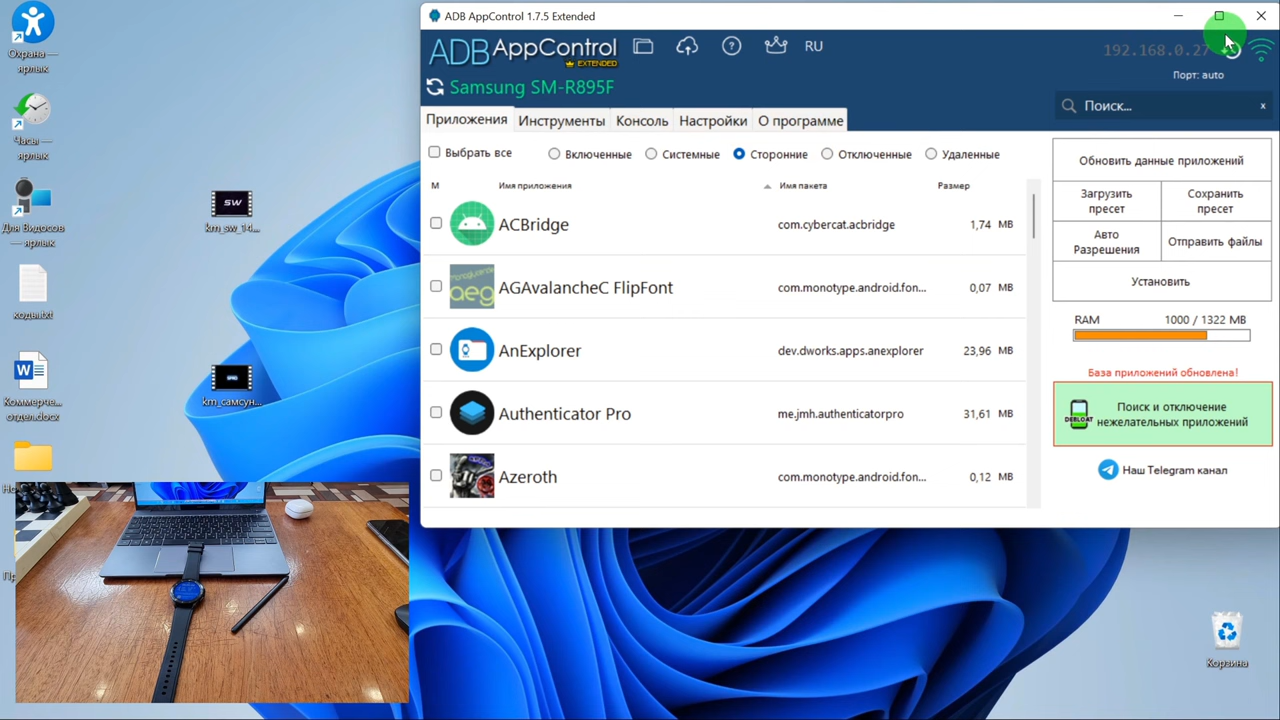 Охрана —
ярлык
Часы —
ярлык
Для Видосов
— ярлык
коды.txt
Коммерче...
отдел.docx
SW
km_sw_14...
km_самсун...
ADB AppControl 1.7.5 Extended
ADB AppControl
EXTENDED
RU
Samsung SM-R895F
192.168.0.27
Порт: auto
Поиск...
x
Приложения
Инструменты
Консоль
Настройки
О программе
Выбрать все
Включенные
Системные
Сторонние
Отключенные
Удаленные
М
Имя приложения
Имя пакета
Размер
ACBridge
com.cybercat.acbridge
1,74 MB
AGAvalancheC FlipFont
com.monotype.android.fon...
0,07 MB
AnExplorer
dev.dworks.apps.anexplorer
23,96 MB
Authenticator Pro
me.jmh.authenticatorpro
31,61 MB
Azeroth
com.monotype.android.fon...
0,12 MB
Обновить данные приложений
Загрузить
пресет
Сохранить
пресет
Авто
Разрешения
Отправить файлы
Установить
RAM
1000 / 1322 MB
База приложений обновлена!
DEBLOAT
Поиск и отключение
нежелательных приложений
Наш Telegram канал
Корзина